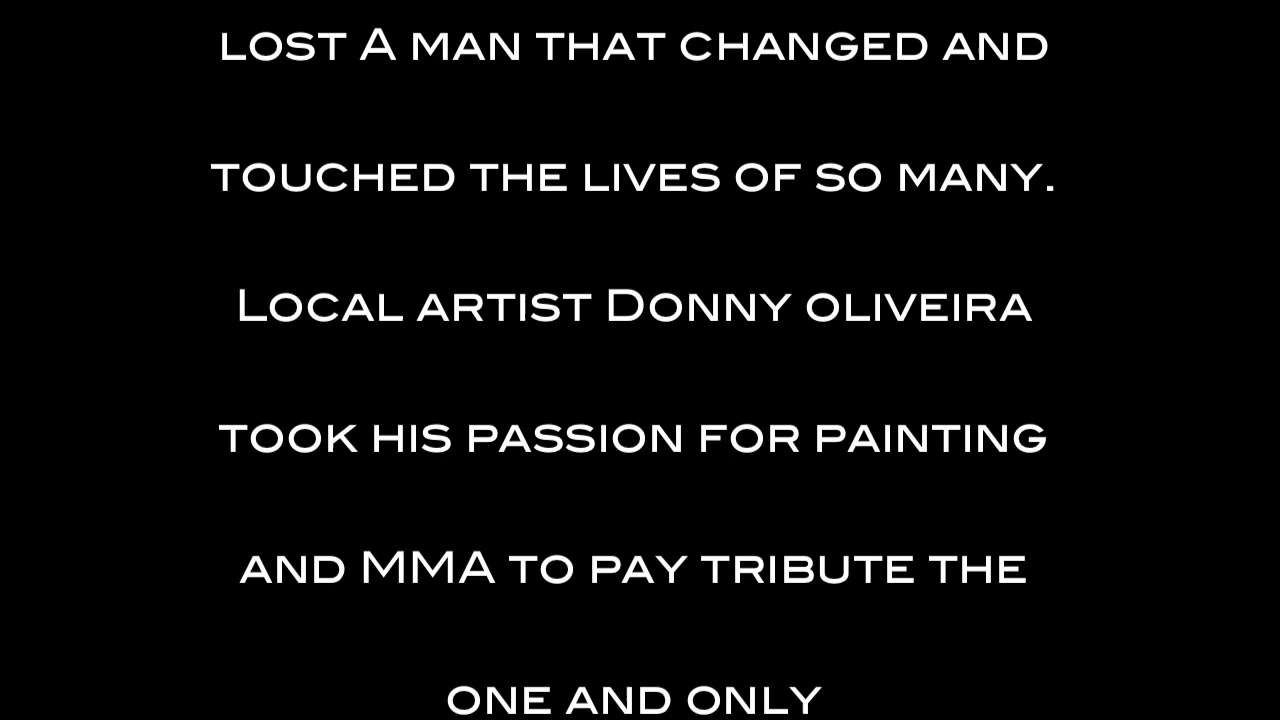 lost A man that changed and
touched the lives of so many.
Local artist Donny oliveira
took his passion for painting
and MMA to pay tribute the
one and only